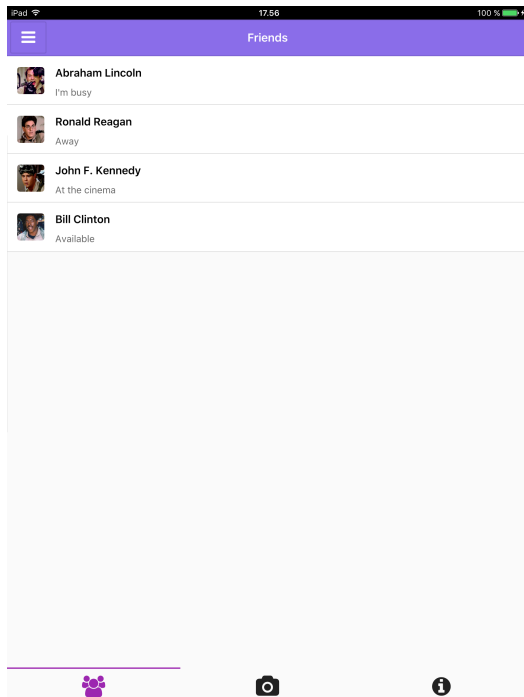 iPad
17.56
100 %
Friends
Abraham Lincoln
I'm busy
Ronald Reagan
Away
John F. Kennedy
At the cinema
Bill Clinton
Available